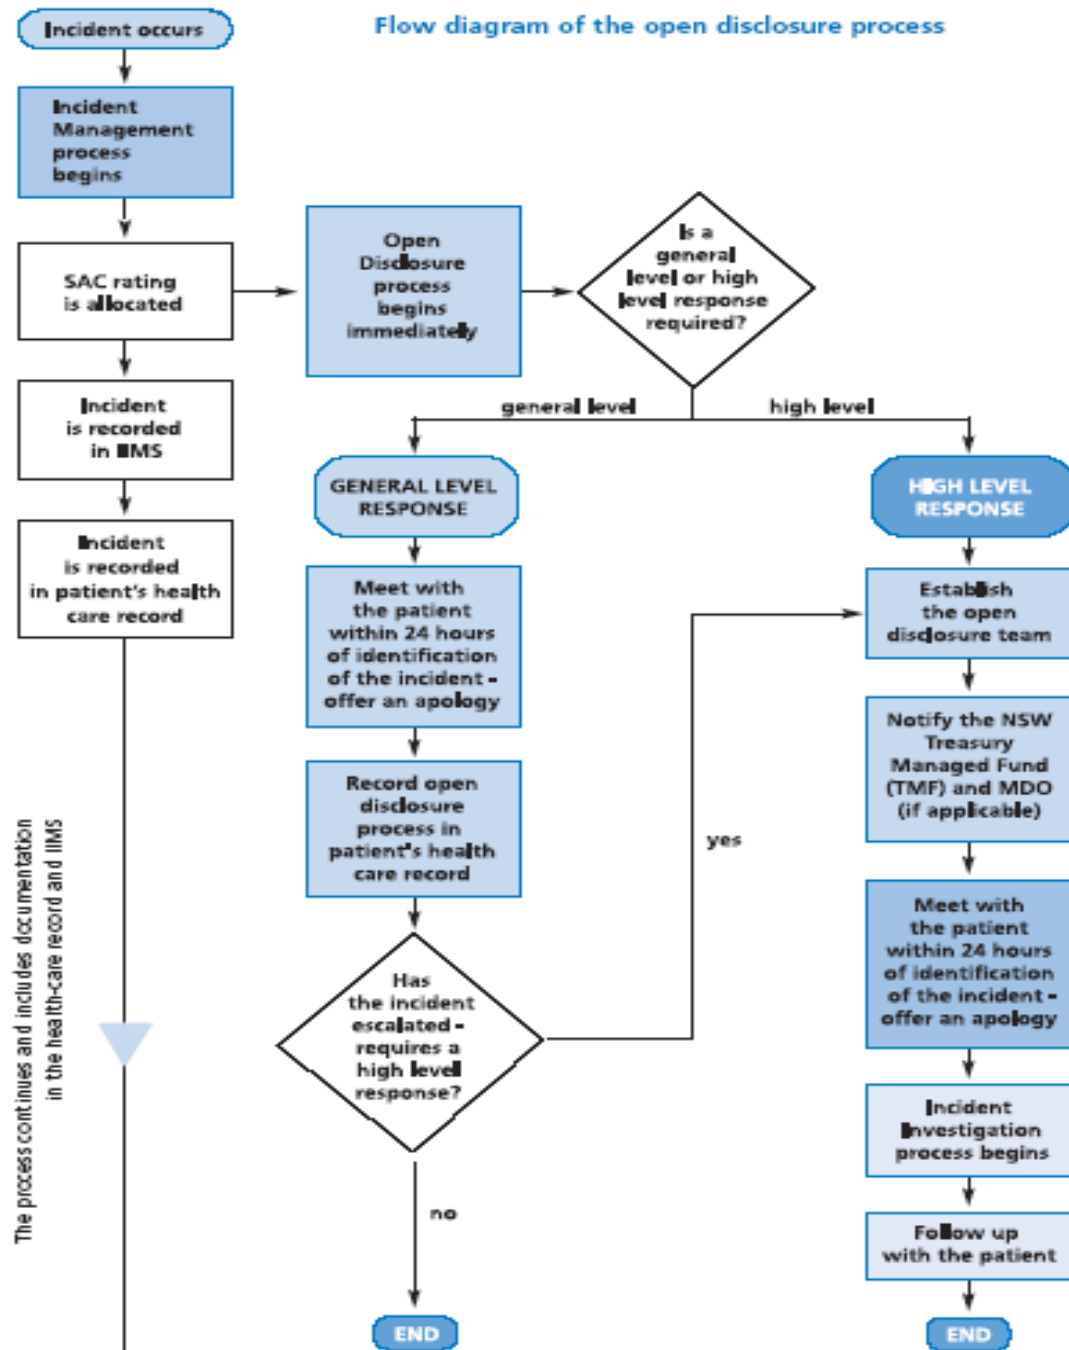 Flow diagram of the open disclosure process
Incident occurs
Incident
Management
process
begins
SAC rating
is allocated
Incident
is recorded
in IIMS
Incident
is recorded
in patient's health
care record
The process continues and includes documentation
in the health-care record and IIMS
Open
Disclosure
process
begins
immediately
Is a
general
level or high
level response
required?
general level
high level
GENERAL LEVEL
RESPONSE
Meet with
the patient
within 24 hours
of identification
of the incident -
offer an apology
Record open
disclosure
process in
patient's health
care record
Has
the incident
escalated -
requires a
high level
response?
yes
no
END
HIGH LEVEL
RESPONSE
Establish
the open
disclosure team
Notify the NSW
Treasury
Managed Fund
(TMF) and MDO
(if applicable)
Meet with
the patient
within 24 hours
of identification
of the incident -
offer an apology
Incident
Investigation
process begins
Follow up
with the patient
END